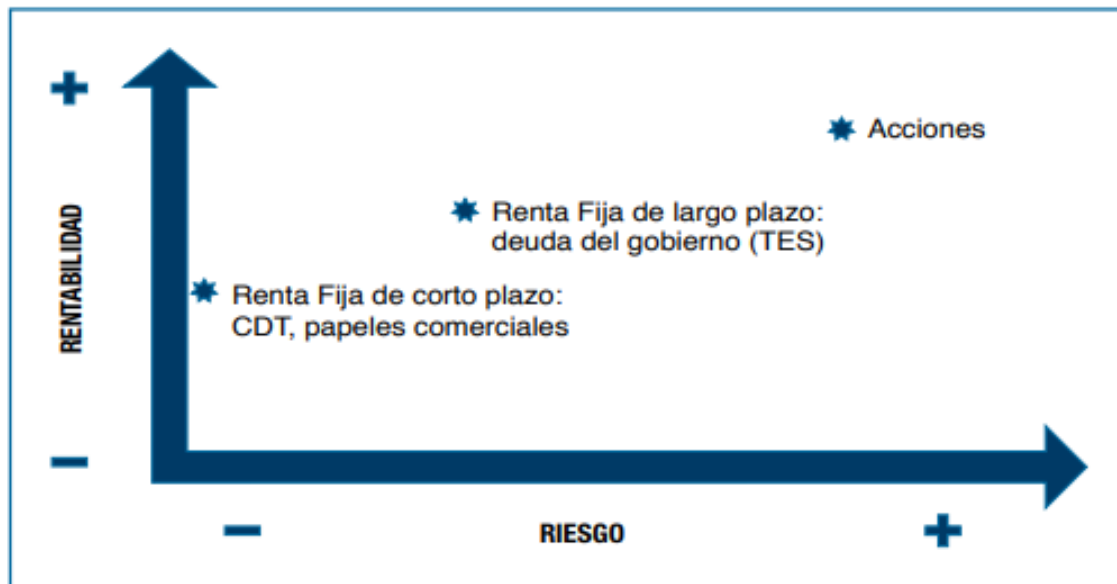 +
Acciones
Renta Fija de largo plazo:
deuda del gobierno (TES)
RENTABILIDAD
Renta Fija de corto plazo:
CDT, papeles comerciales
−
−
RIESGO
+